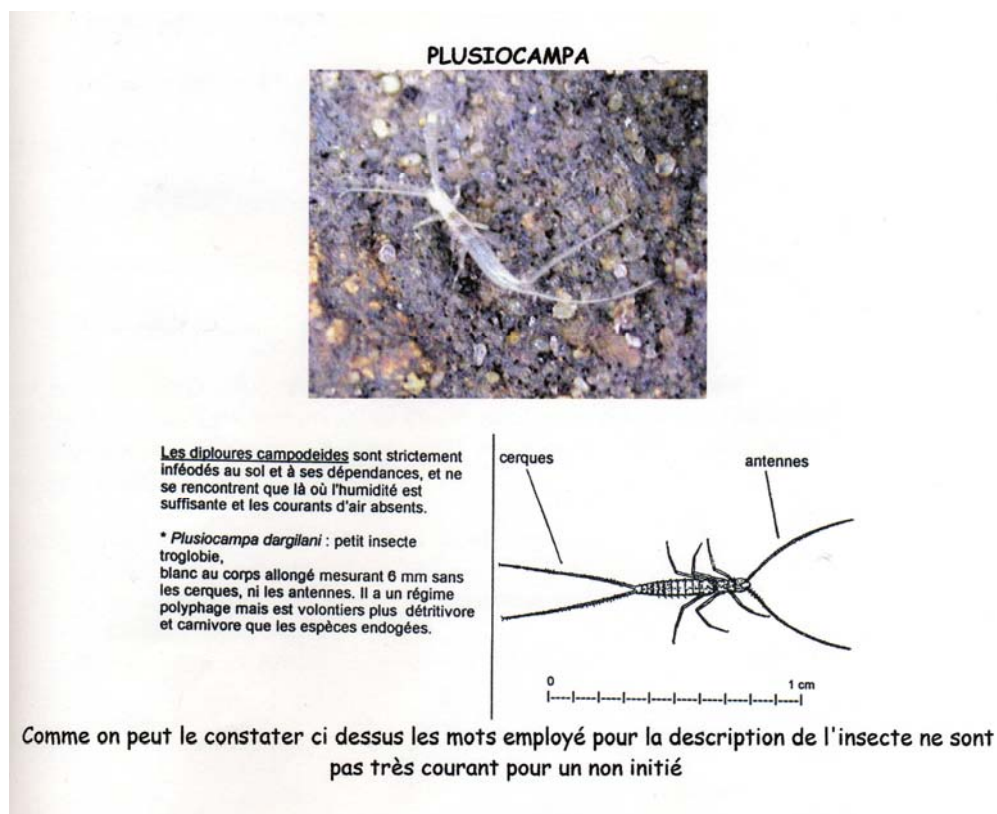 PLUSIOCAMPA
Les diploures campodeides sont strictement
inféodés au sol et à ses dépendances, et ne
se rencontrent que là où l'humidité est
suffisante et les courants d'air absents.
* Plusiocampa dargilani : petit insecte
troglobie,
blanc au corps allongé mesurant 6 mm sans
les cerques, ni les antennes. Il a un régime
polyphage mais est volontiers plus détritivore
et carnivore que les espèces endogées.
cerques
antennes
0
1 cm
Comme on peut le constater ci dessus les mots employé pour la description de l'insecte ne sont
pas très courant pour un non initié